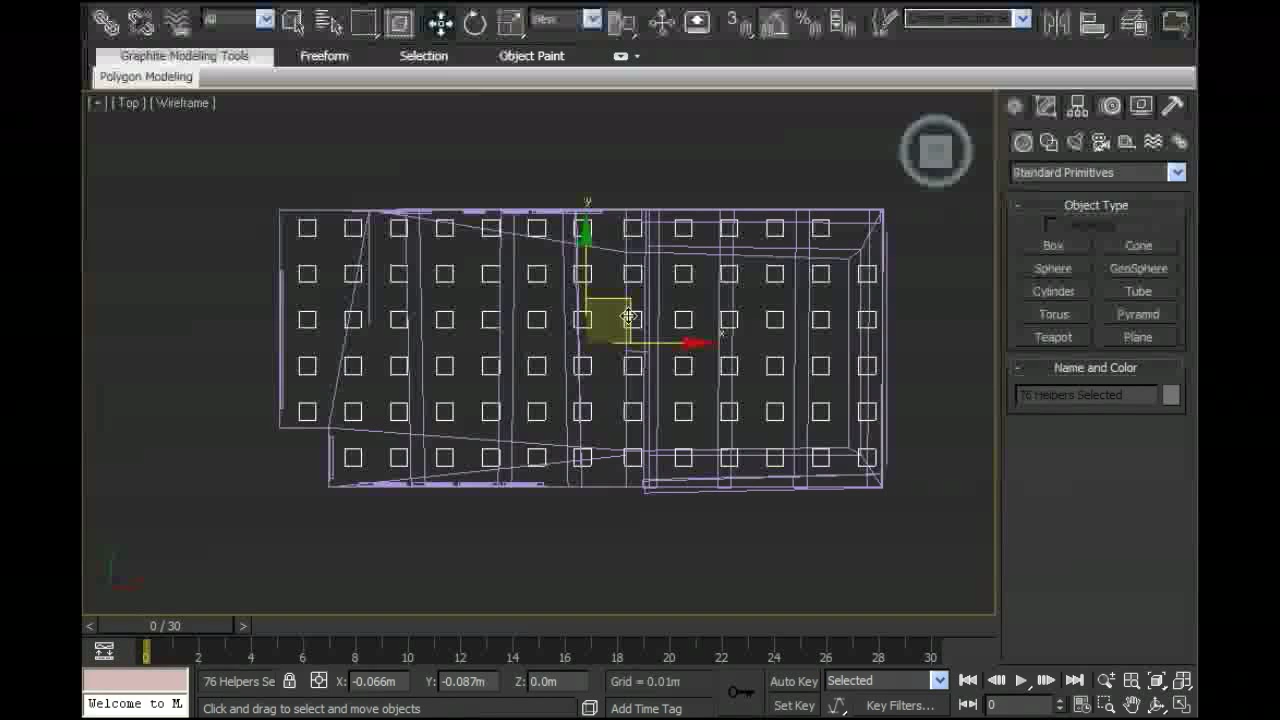 All
View
3
%
Graphite Modeling Tools Freeform Selection Object Paint
Polygon Modeling
[ + ] [ Top ] [ Wireframe ]
y
x
Standard Primitives
- Object Type
Box Cone
Sphere GeoSphere
Cylinder Tube
Torus Pyramid
Teapot Plane
- Name and Color
76 Helpers Selected
< 0 / 30 >
0 2 4 6 8 10 12 14 16 18 20 22 24 26 28 30
76 Helpers Se X: -0.066m Y: -0.087m Z: 0.0m Grid = 0.01m Auto Key Selected
Welcome to M Click and drag to select and move objects Add Time Tag Set Key Key Filters... 0